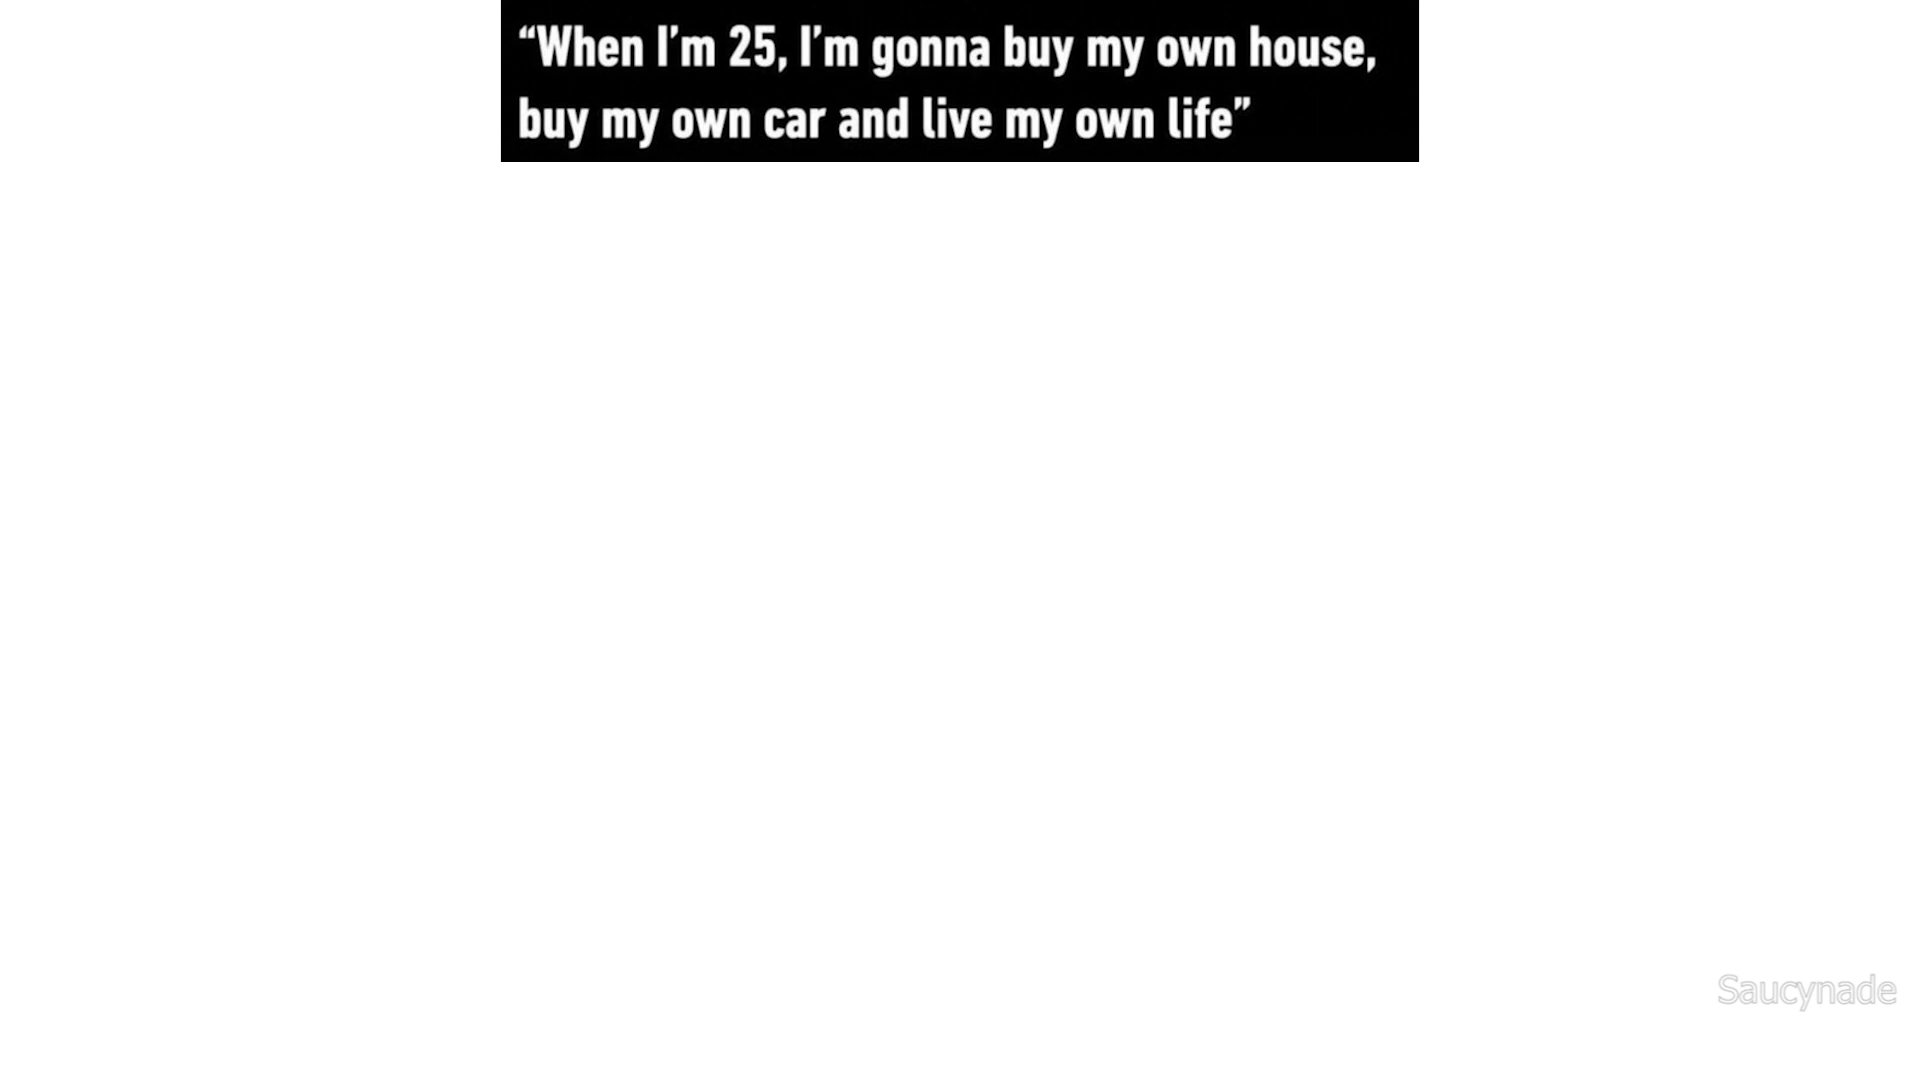 “When I’m 25, I’m gonna buy my own house,
buy my own car and live my own life”
Saucynade